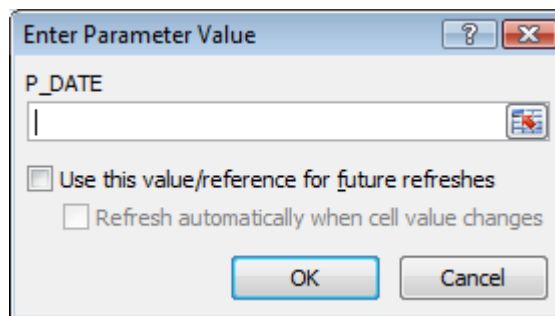 Enter Parameter Value
P_DATE
Use this value/reference for future refreshes
Refresh automatically when cell value changes
OK Cancel